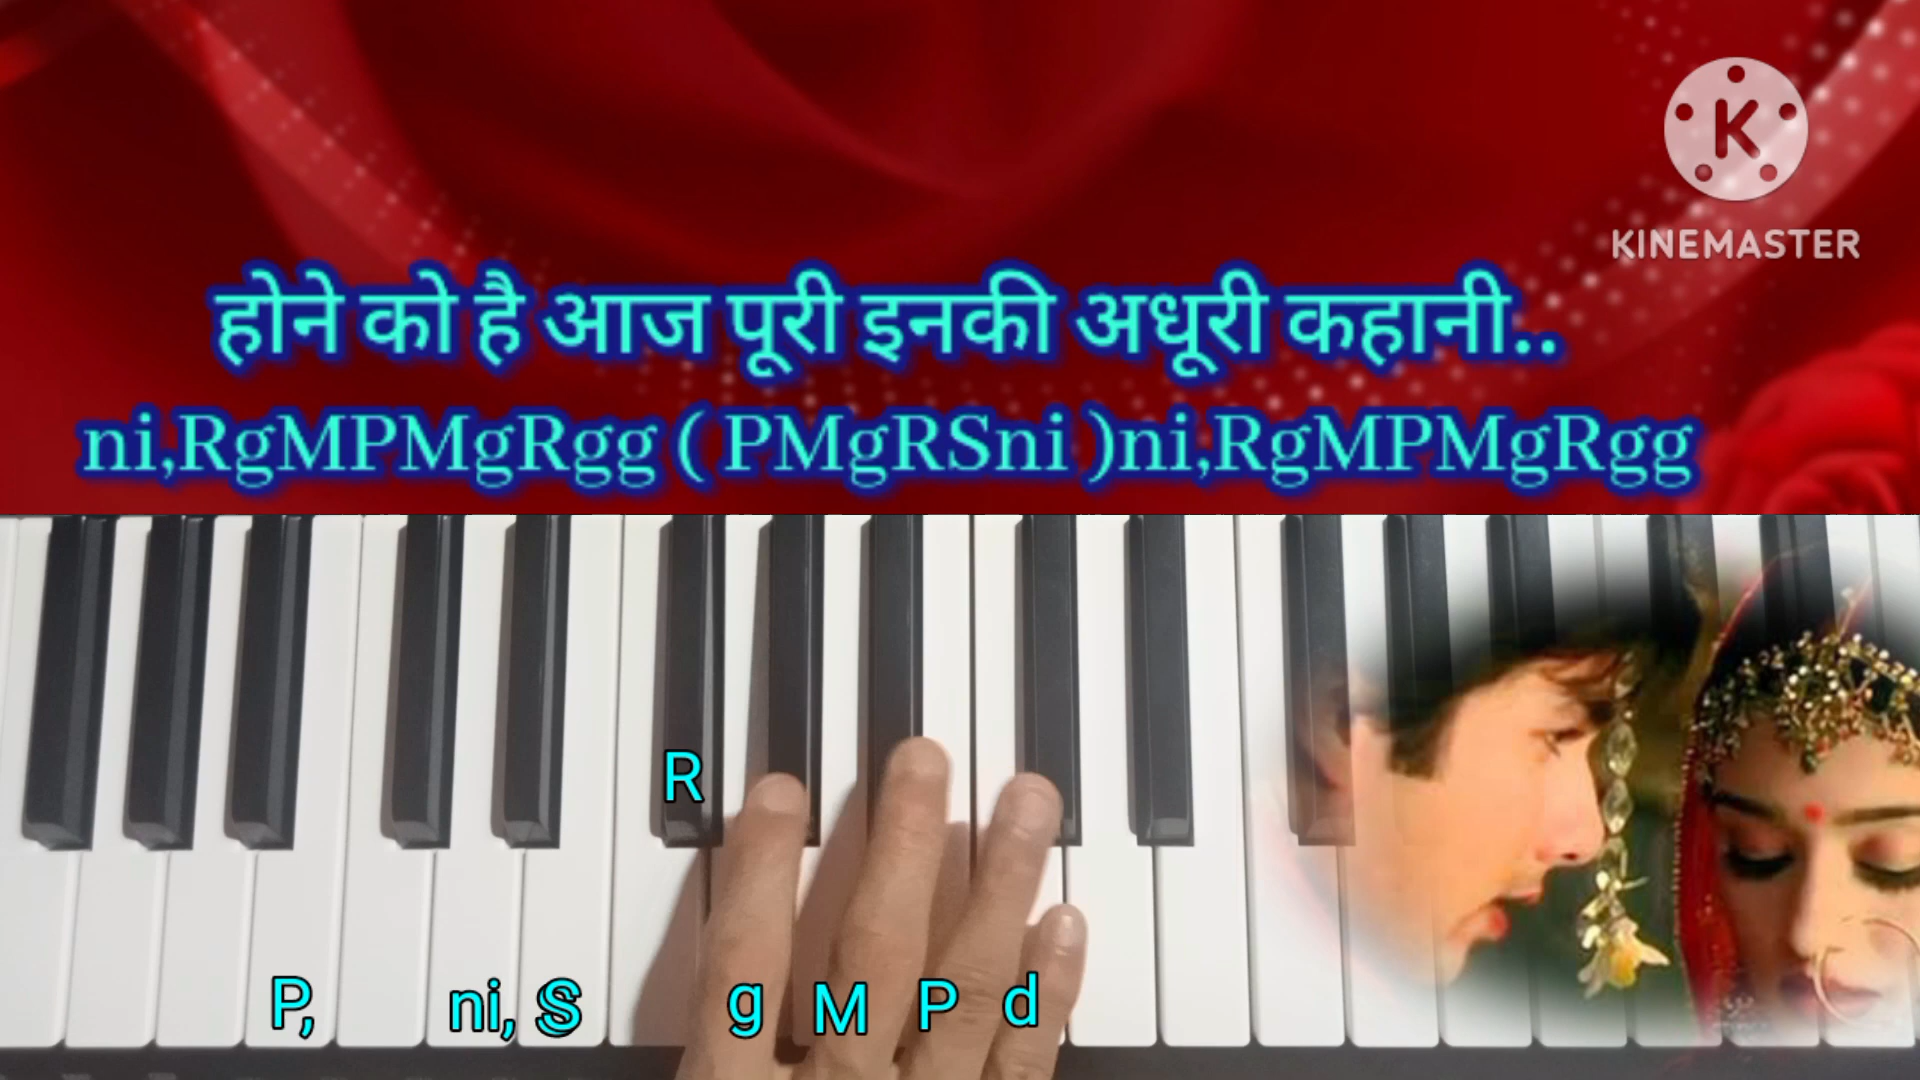 K
KINEMASTER
होने को है आज पूरी इनकी अधूरी कहानी..
ni,RgMPMgRgg ( PMgRSni )ni,RgMPMgRgg
R
P, ni, S g M P d